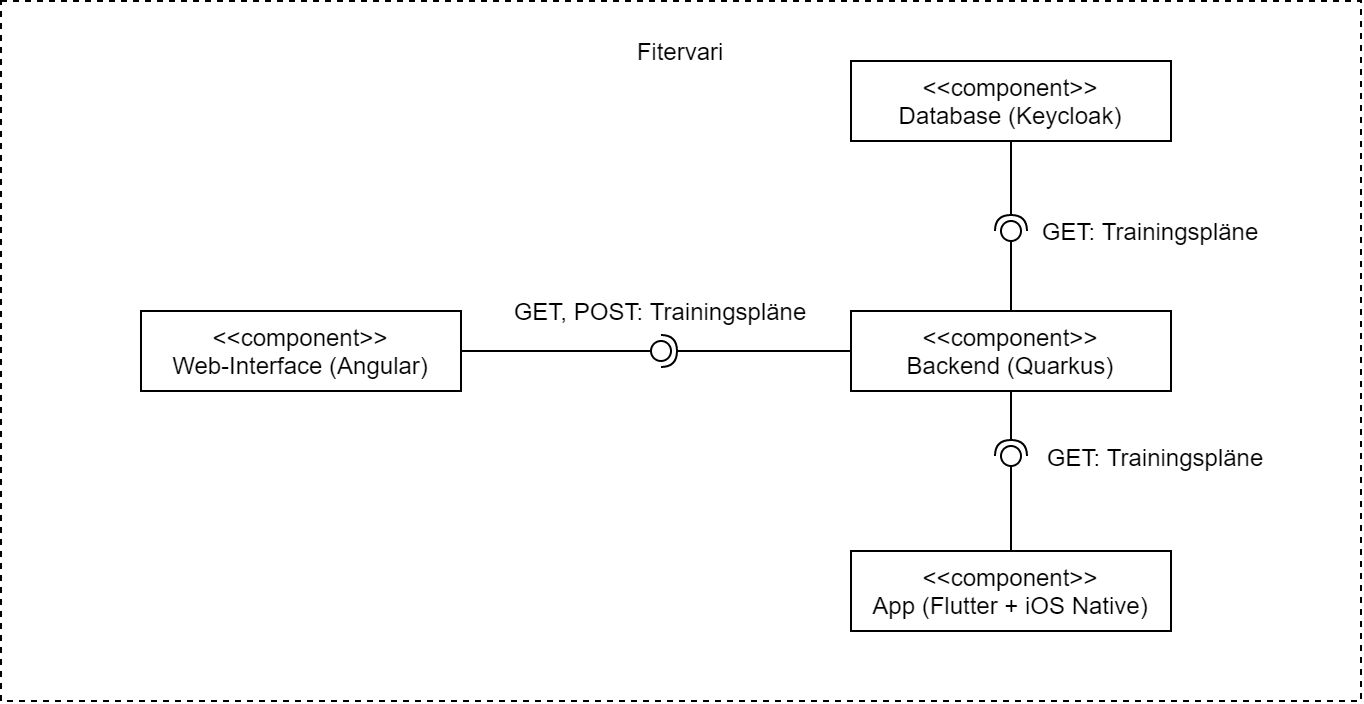 Fitervari
<<component>>
Database (Keycloak)
GET: Trainingspläne
GET, POST: Trainingspläne
<<component>>
Web-Interface (Angular)
<<component>>
Backend (Quarkus)
GET: Trainingspläne
<<component>>
App (Flutter + iOS Native)